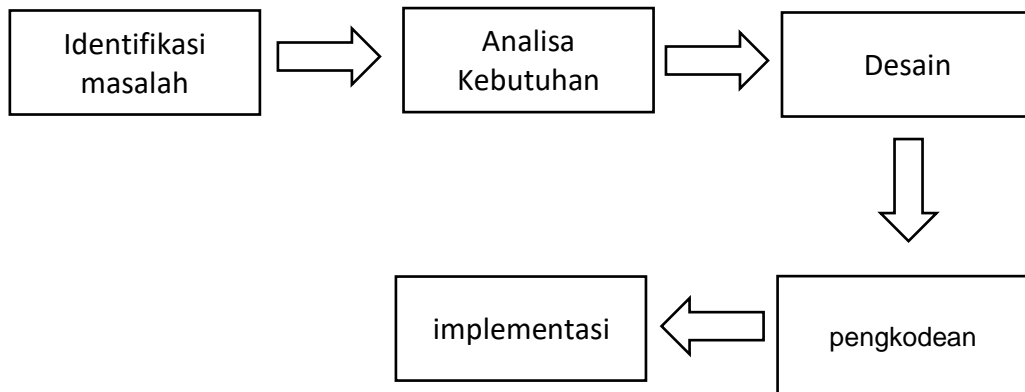 Identifikasi
masalah
Analisa
Kebutuhan
Desain
pengkodean
implementasi